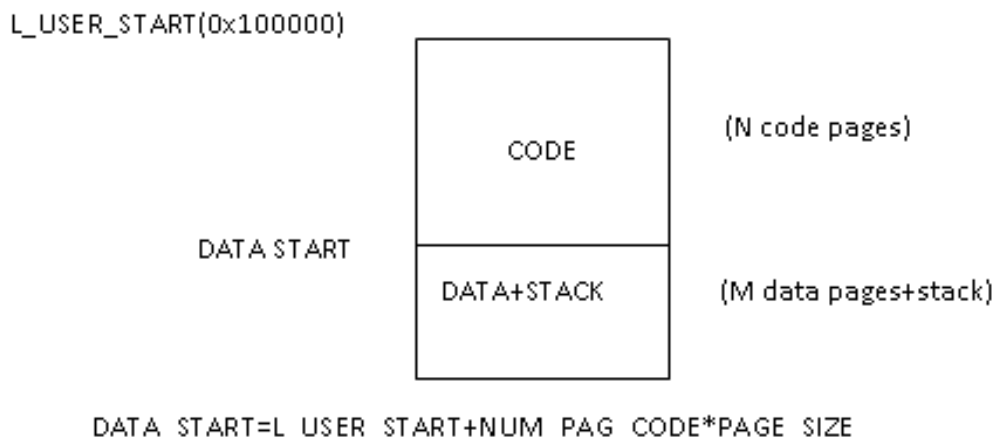 L_USER_START(0x100000)
(N code pages)
CODE
DATA START
DATA+STACK
(M data pages+stack)
DATA START=L USER START+NUM PAG CODE*PAGE SIZE